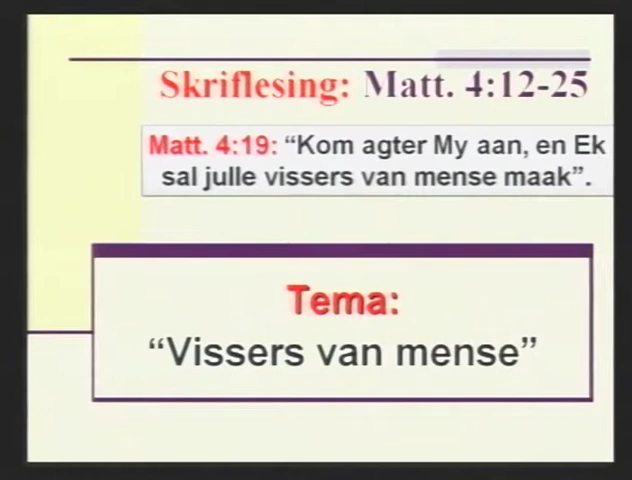 Skriflesing: Matt. 4:12-25
Matt. 4:19: “Kom agter My aan, en Ek
sal julle vissers van mense maak”.
Tema:
“Vissers van mense”